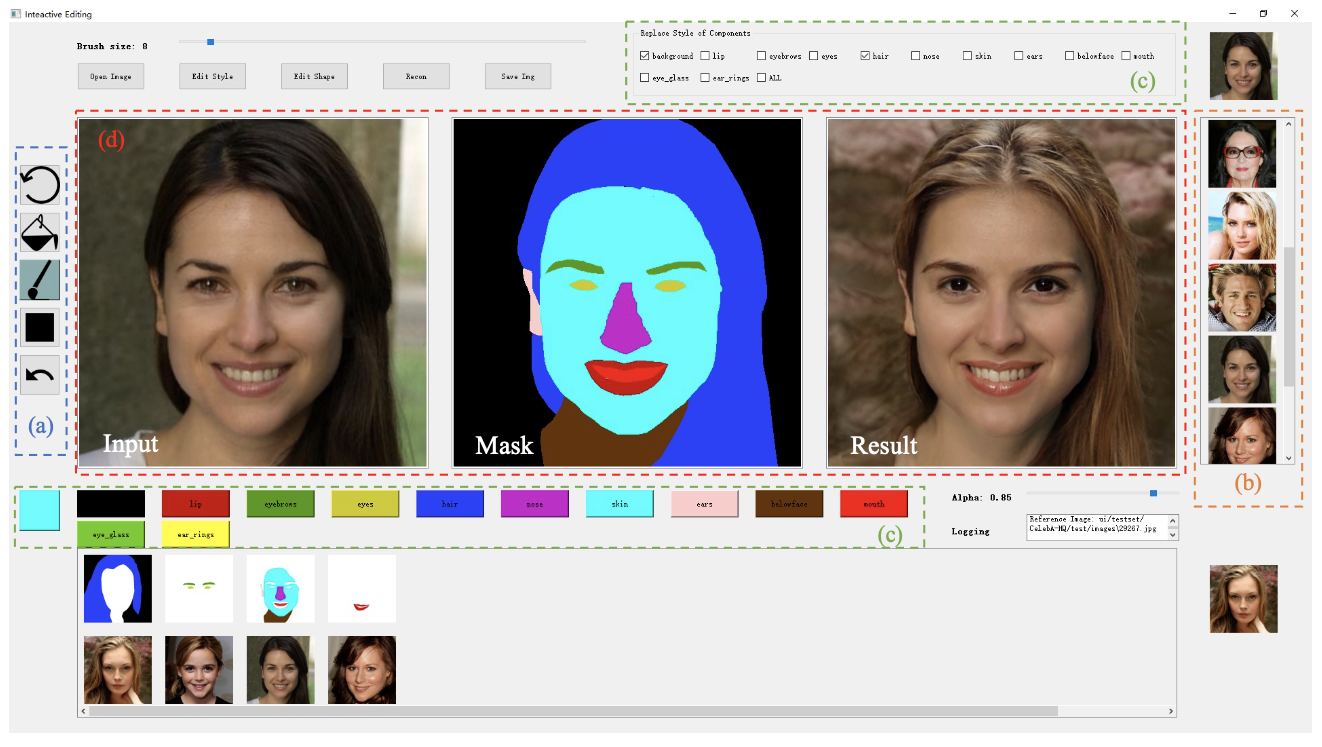 Inteactive Editing
Brush size: 8
Open Image
Edit Style
Edit Shape
Recon
Save Img
Replace Style of Components
background
lip
eyebrows
eyes
hair
nose
skin
ears
belowface
mouth
eye_glass
ear_rings
ALL
(c)
(d)
Input
Mask
Result
(a)
(b)
lip
eyebrows
eyes
hair
nose
skin
ears
belowface
mouth
eye_glass
ear_rings
(c)
Alpha: 0.85
Logging
Reference Image: ui/testset/
CelebA-HQ/test/images\29267.jpg